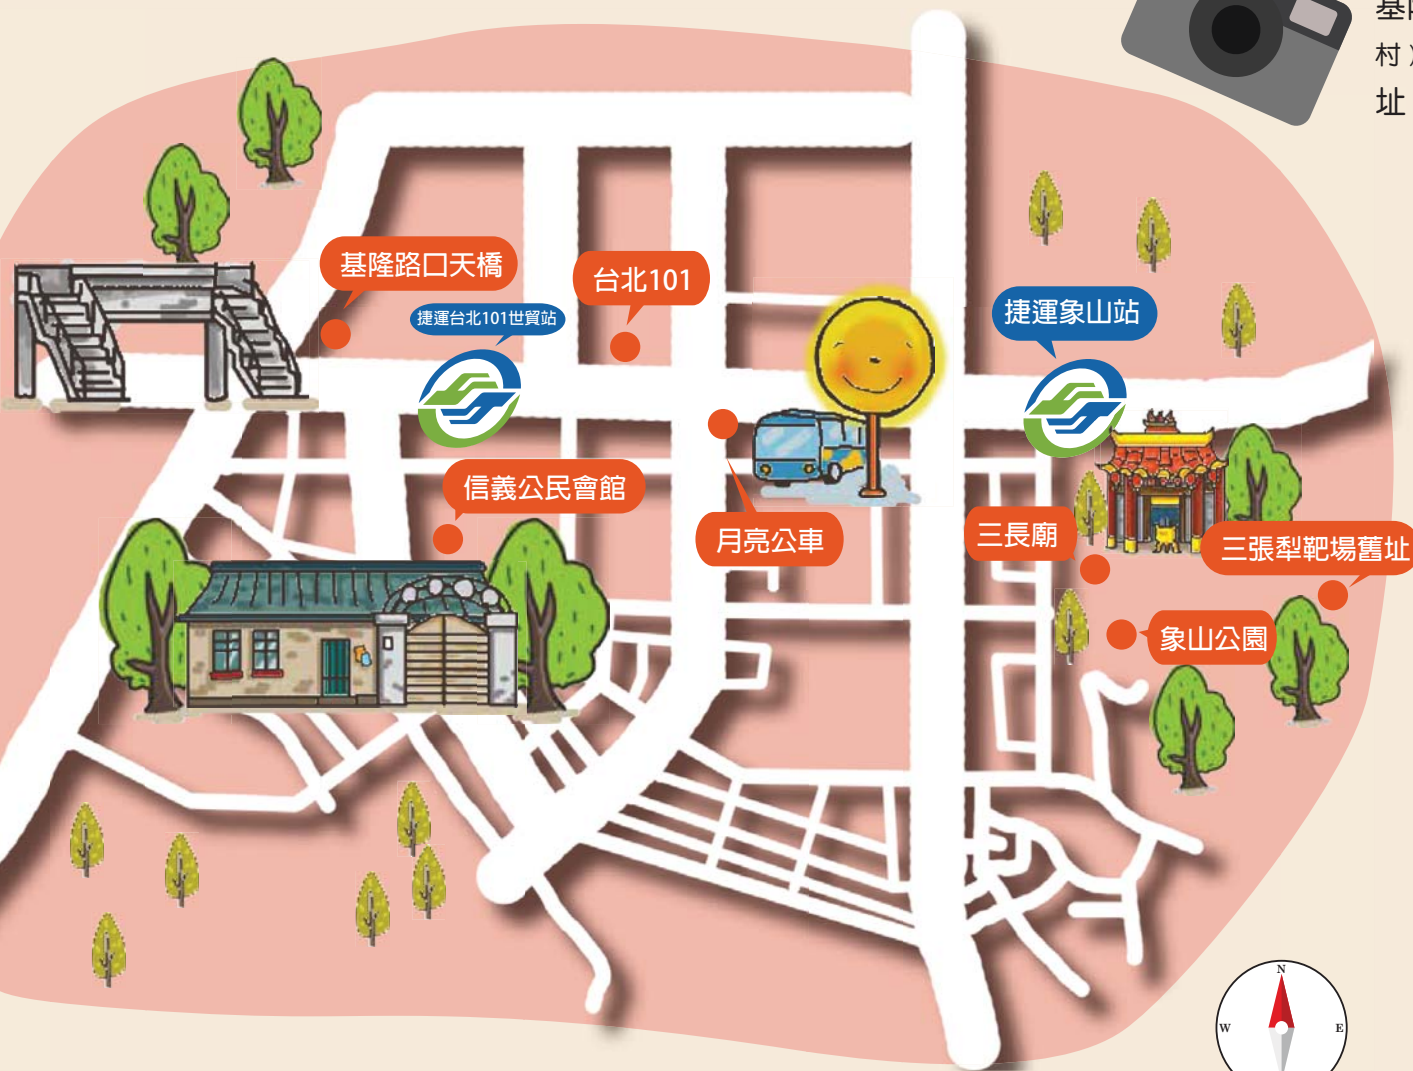 村）
址
基隆路口天橋
台北101
捷運台北101世貿站
捷運象山站
信義公民會館
月亮公車
三長廟
三張犁靶場舊址
象山公園
N
W
E